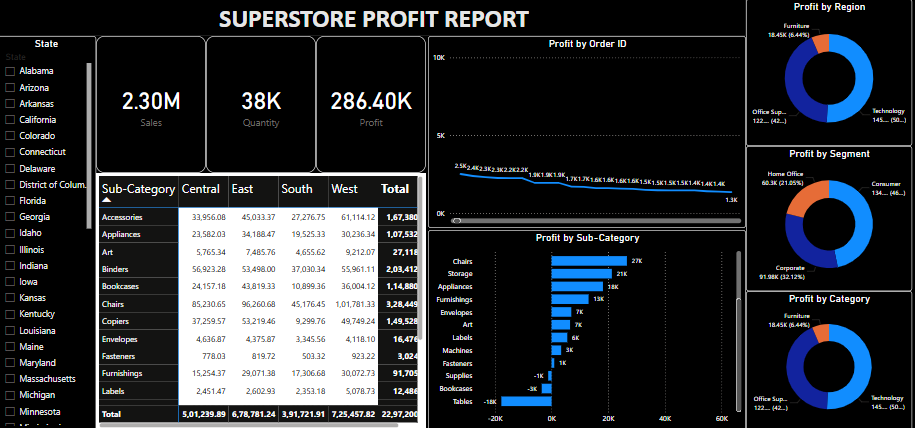 SUPERSTORE PROFIT REPORT
State
State
Alabama
Arizona
Arkansas
California
Colorado
Connecticut
Delaware
District of Colum...
Florida
Georgia
Idaho
Illinois
Indiana
Iowa
Kansas
Kentucky
Louisiana
Maine
Maryland
Massachusetts
Michigan
Minnesota
2.30M
Sales
38K
Quantity
286.40K
Profit
Sub-Category Central East South West Total
Accessories 33,956.08 45,033.37 27,276.75 61,114.12 1,67,380
Appliances 23,582.03 34,188.47 19,525.33 30,236.34 1,07,532
Art 5,765.34 7,485.76 4,655.62 9,212.07 27,118
Binders 56,923.28 53,498.00 37,030.34 55,961.11 2,03,412
Bookcases 24,157.18 43,819.33 10,899.36 36,004.12 1,14,880
Chairs 85,230.65 96,260.68 45,176.45 1,01,781.33 3,28,449
Copiers 37,259.57 53,219.46 9,299.76 49,749.24 1,49,528
Envelopes 4,636.87 4,375.87 3,345.56 4,118.10 16,476
Fasteners 778.03 819.72 503.32 923.22 3,024
Furnishings 15,254.37 29,071.38 17,306.68 30,072.73 91,705
Labels 2,451.47 2,602.93 2,353.18 5,078.73 12,486
Total 5,01,239.89 6,78,781.24 3,91,721.91 7,25,457.82 22,97,200
Profit by Order ID
10K
5K
0K
2.5K 2.4K 2.3K 2.3K 2.2K 2.2K 1.9K 1.9K 1.9K 1.7K 1.7K 1.6K 1.6K 1.6K 1.6K 1.5K 1.5K 1.5K 1.4K 1.4K 1.4K
1.3K
Profit by Sub-Category
Chairs 27K
Storage 21K
Appliances 18K
Furnishings 13K
Envelopes 7K
Art 7K
Labels 6K
Machines 3K
Fasteners 1K
Supplies -1K
Bookcases -3K
Tables -18K
-20K 0K 20K 40K 60K
Profit by Region
Furniture
18.45K (6.44%)
Office Sup...
122.... (42...)
Technology
145.... (50...)
Profit by Segment
Home Office
60.3K (21.05%)
Consumer
134.... (46...)
Corporate
91.98K (32.12%)
Profit by Category
Furniture
18.45K (6.44%)
Office Sup...
122.... (42...)
Technology
145.... (50...)